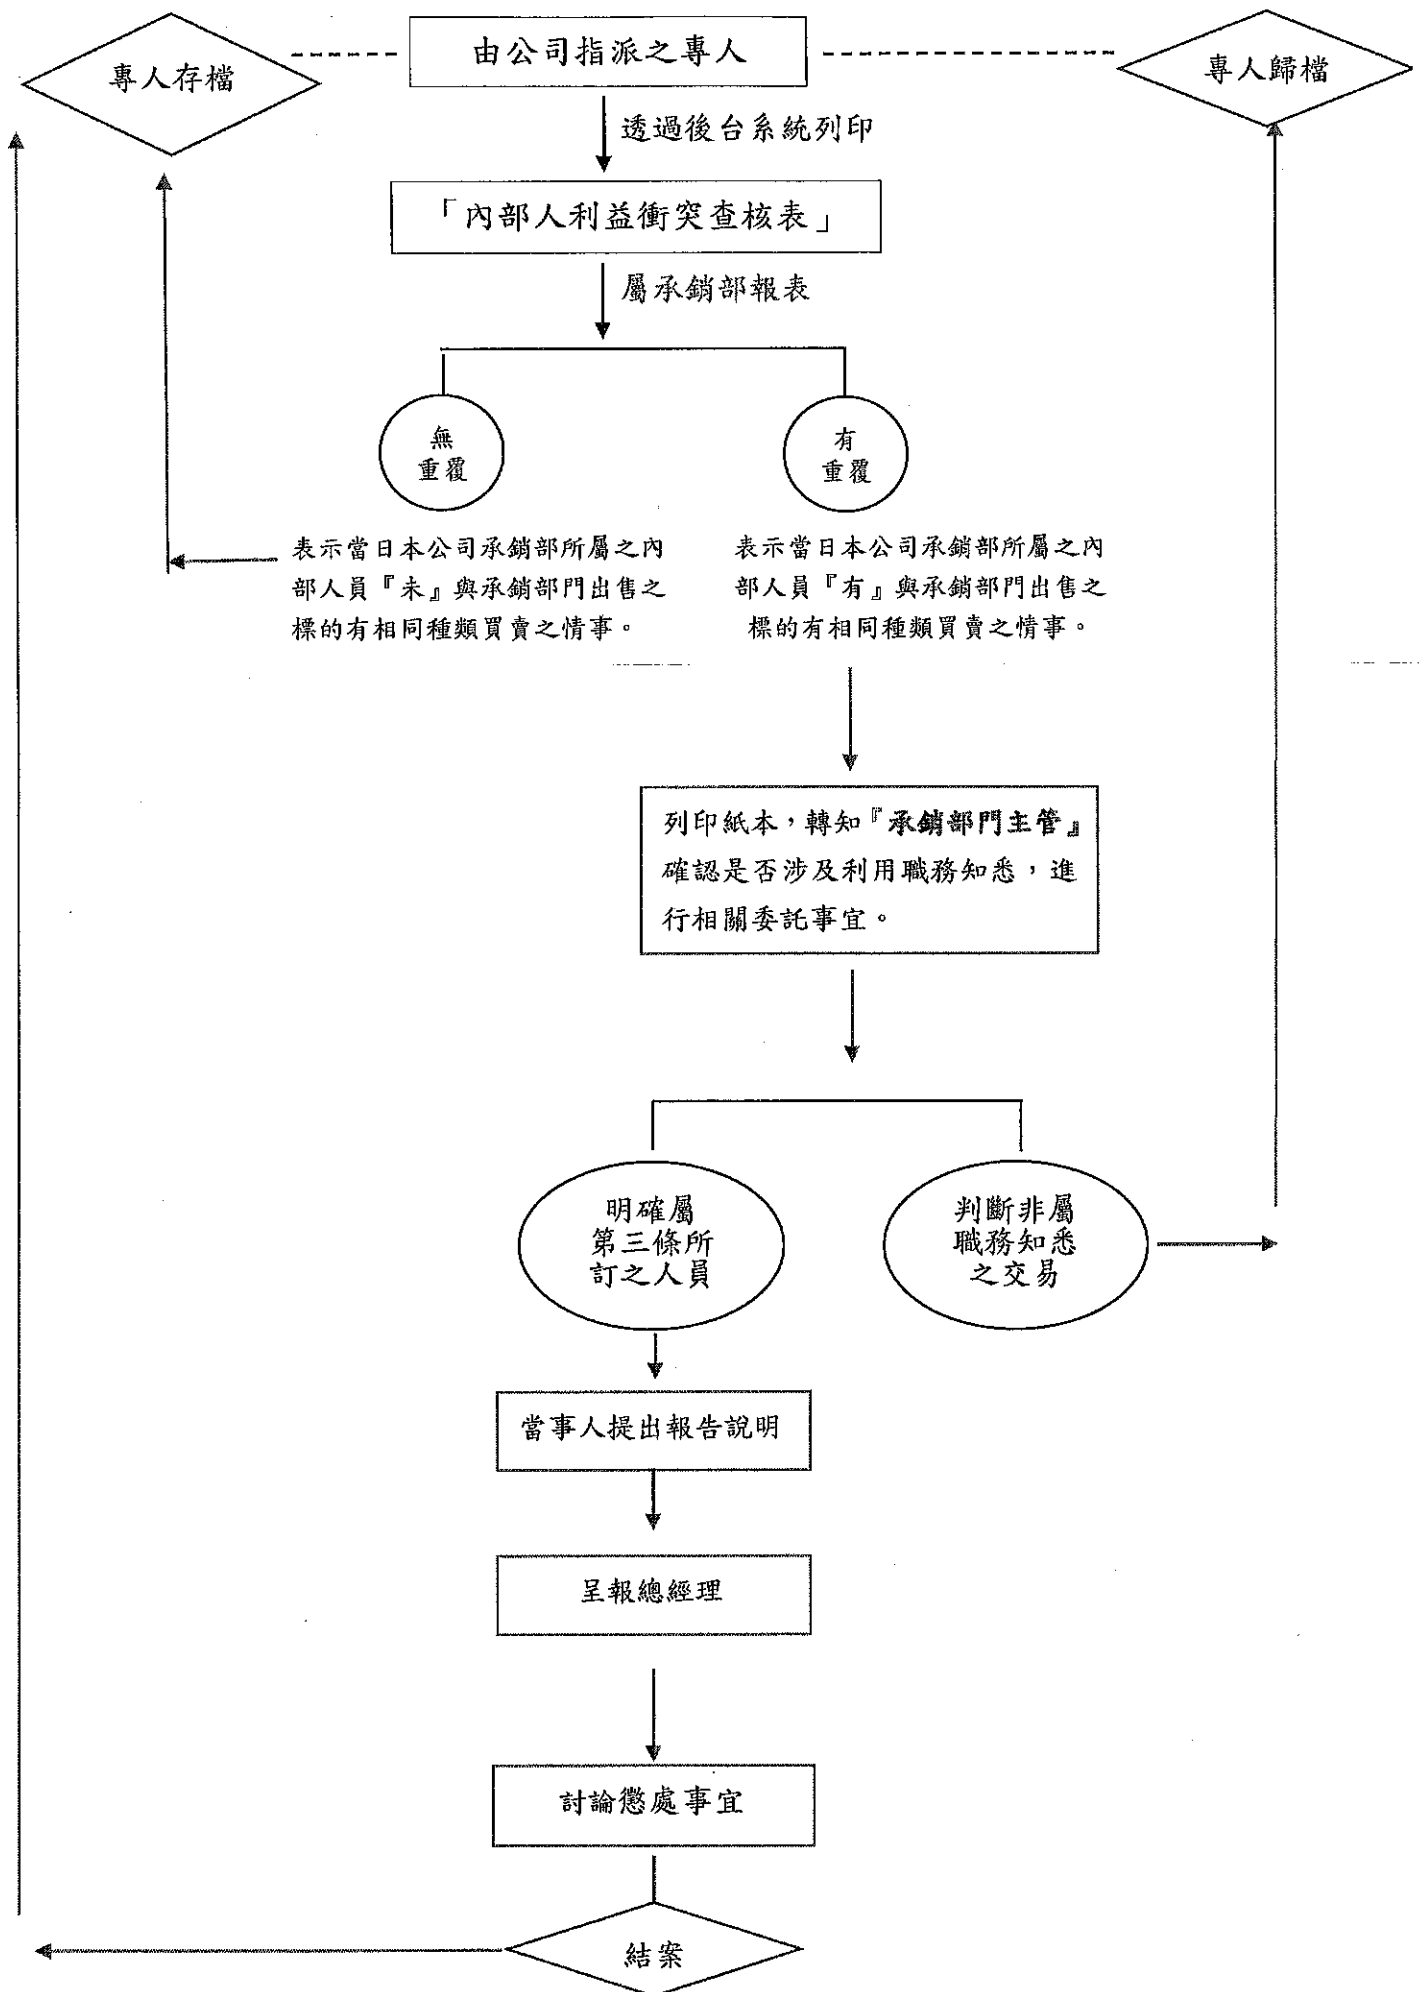 專人存檔
由公司指派之專人
專人歸檔
透過後台系統列印
「內部人利益衝突查核表」
屬承銷部報表
無
重覆
有
重覆
表示當日本公司承銷部所屬之內
部人員『未』與承銷部門出售之
標的有相同種類買賣之情事。
表示當日本公司承銷部所屬之內
部人員『有』與承銷部門出售之
標的有相同種類買賣之情事。
列印紙本,轉知『承銷部門主管』
確認是否涉及利用職務知悉,進
行相關委託事宜。
明確屬
第三條所
訂之人員
判斷非屬
職務知悉
之交易
當事人提出報告說明
呈報總經理
討論懲處事宜
結案